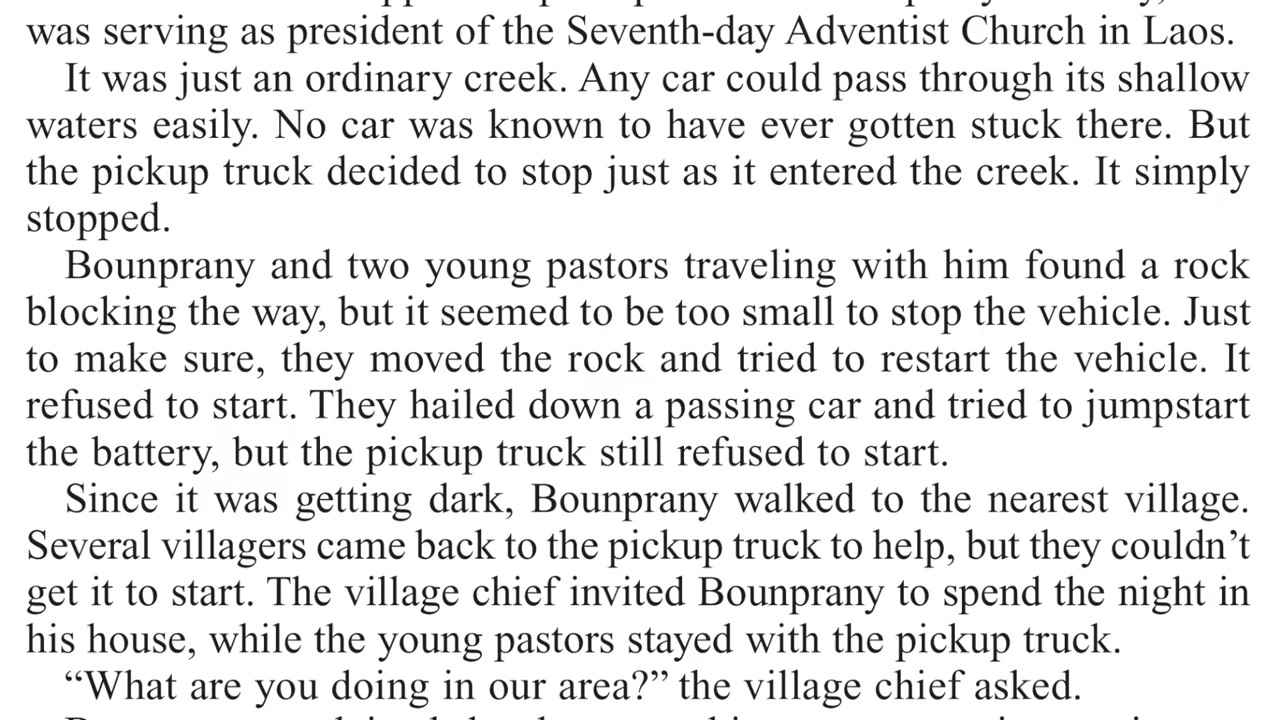 was serving as president of the Seventh-day Adventist Church in Laos.
It was just an ordinary creek. Any car could pass through its shallow
waters easily. No car was known to have ever gotten stuck there. But
the pickup truck decided to stop just as it entered the creek. It simply
stopped.
Bounprany and two young pastors traveling with him found a rock
blocking the way, but it seemed to be too small to stop the vehicle. Just
to make sure, they moved the rock and tried to restart the vehicle. It
refused to start. They hailed down a passing car and tried to jumpstart
the battery, but the pickup truck still refused to start.
Since it was getting dark, Bounprany walked to the nearest village.
Several villagers came back to the pickup truck to help, but they couldn’t
get it to start. The village chief invited Bounprany to spend the night in
his house, while the young pastors stayed with the pickup truck.
“What are you doing in our area?” the village chief asked.